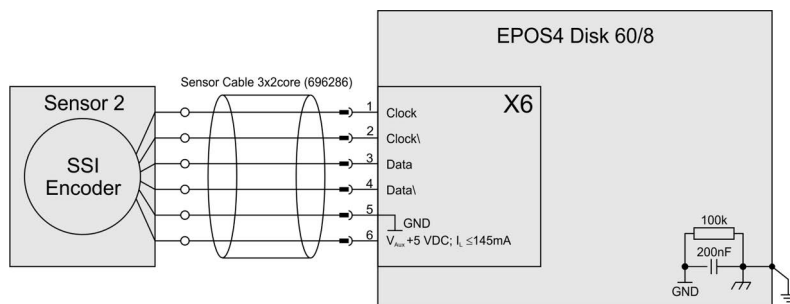 EPOS4 Disk 60/8
Sensor Cable 3x2core (696286)
Sensor 2
X6
SSI
Encoder
1 Clock
2 Clock\
3 Data
4 Data\
5 GND
6 VAux +5 VDC; IL ≤145mA
100k
200nF
GND